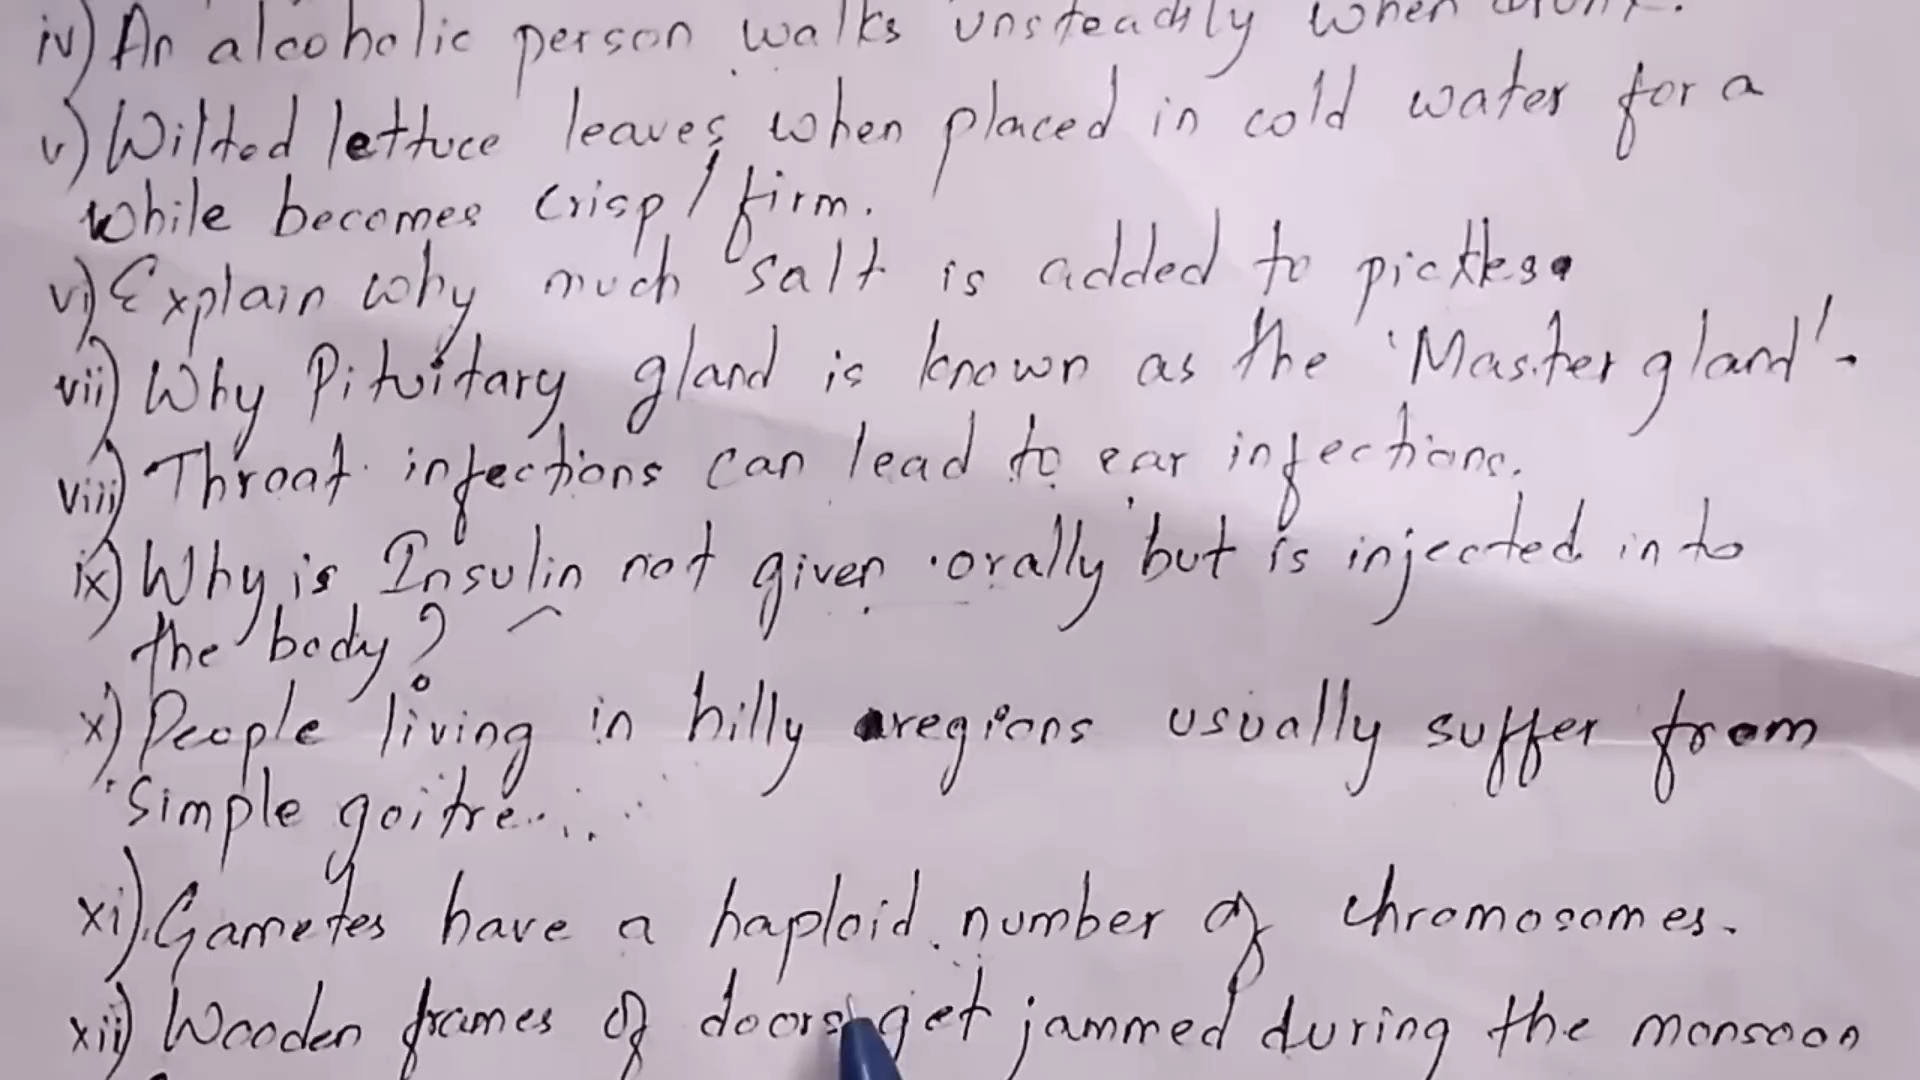 iv) An alcoholic person walks unsteadily when drunk.
v) Wilted lettuce leaves when placed in cold water for a
while becomes crisp/firm.
vi) Explain why much salt is added to pickles.
vii) Why Pituitary gland is known as the 'Master gland'.
viii) Throat infections can lead to ear infections.
ix) Why is Insulin not given orally but is injected into
the body?
x) People living in hilly regions usually suffer from
Simple goitre...
xi) Gametes have a haploid number of chromosomes.
xii) Wooden frames of doors get jammed during the monsoon